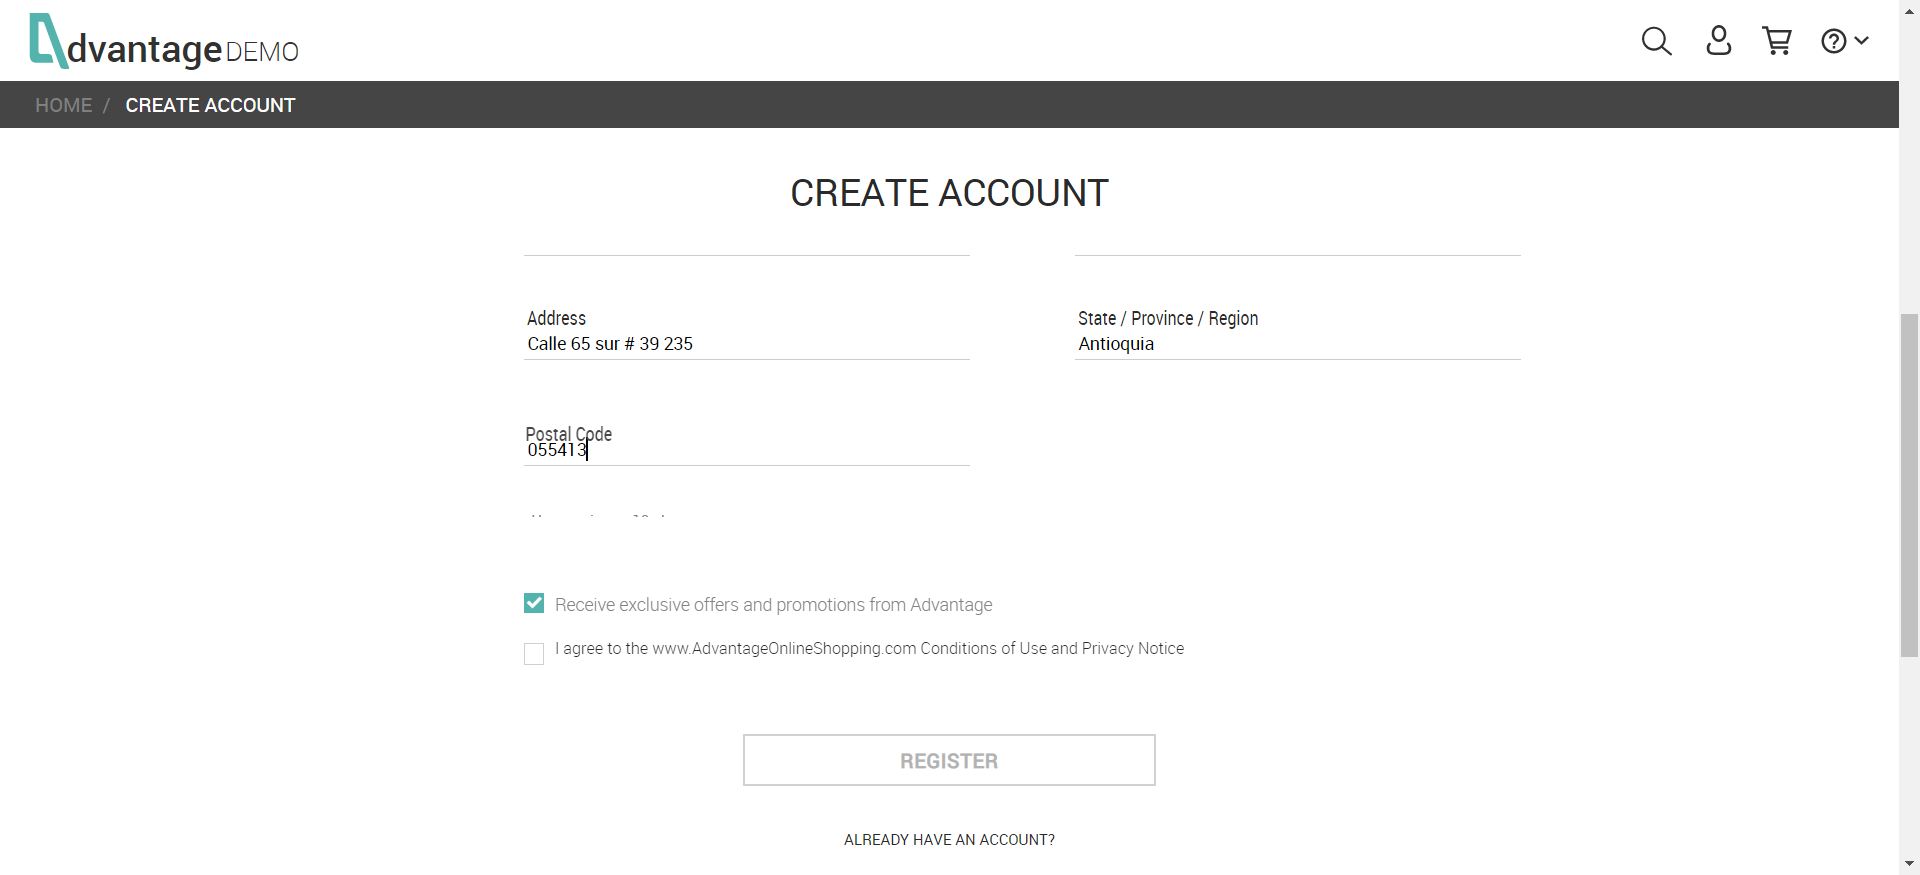 dvantage DEMO
HOME / CREATE ACCOUNT
CREATE ACCOUNT
Address
Calle 65 sur # 39 235
State / Province / Region
Antioquia
Postal Code
055413
Receive exclusive offers and promotions from Advantage
I agree to the www.AdvantageOnlineShopping.com Conditions of Use and Privacy Notice
REGISTER
ALREADY HAVE AN ACCOUNT?